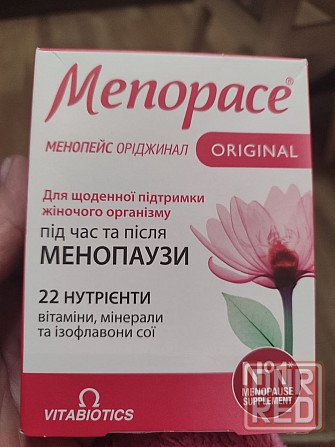 Menopace®
МЕНОПЕЙС ОРІДЖИНАЛ
ORIGINAL
Для щоденної підтримки
жіночого організму
під час та після
МЕНОПАУЗИ
22 НУТРІЄНТИ
вітаміни, мінерали
та ізофлавони сої
MENOPAUSE
SUPPLEMENT
VITABIOTICS